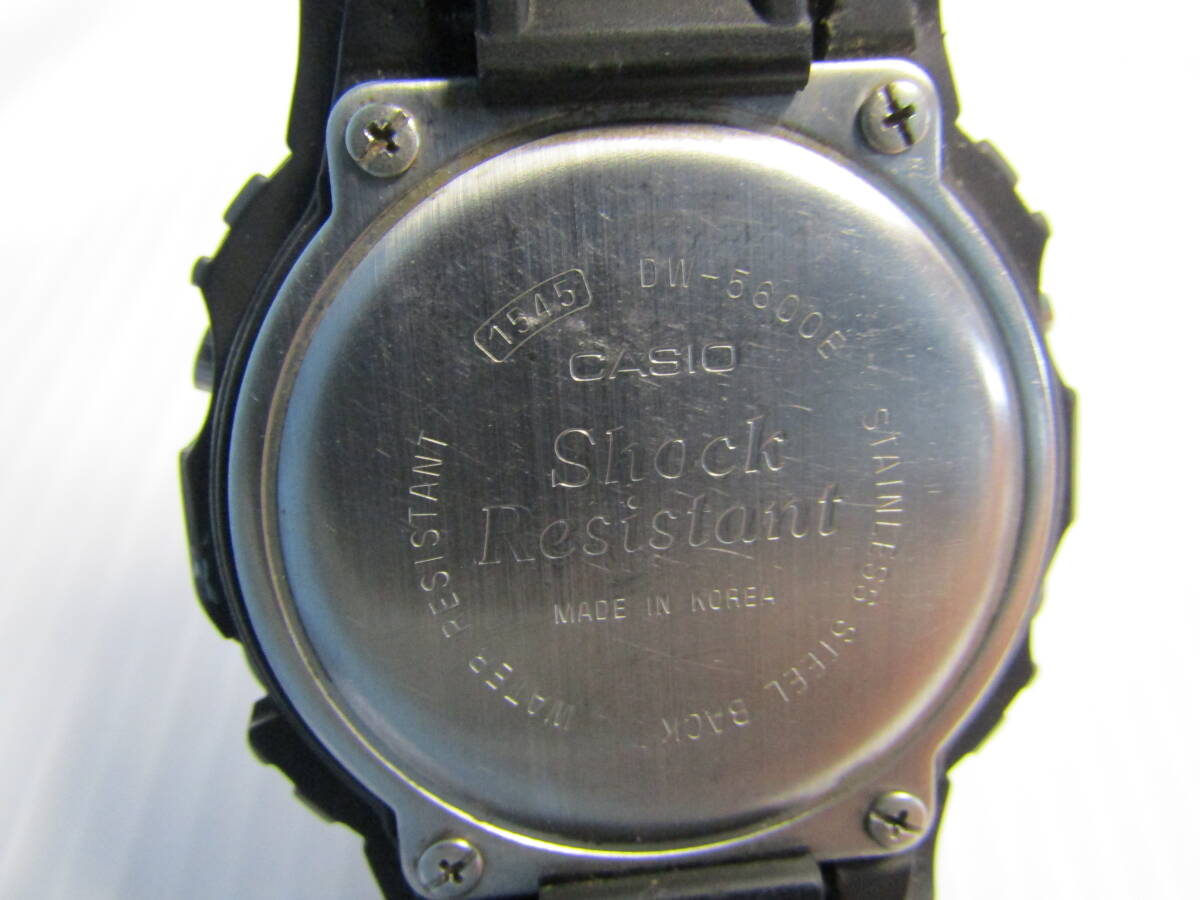 1545 DW-5600E
CASIO
Shock
Resistant
MADE IN KOREA
WATER RESISTANT
STAINLESS STEEL BACK